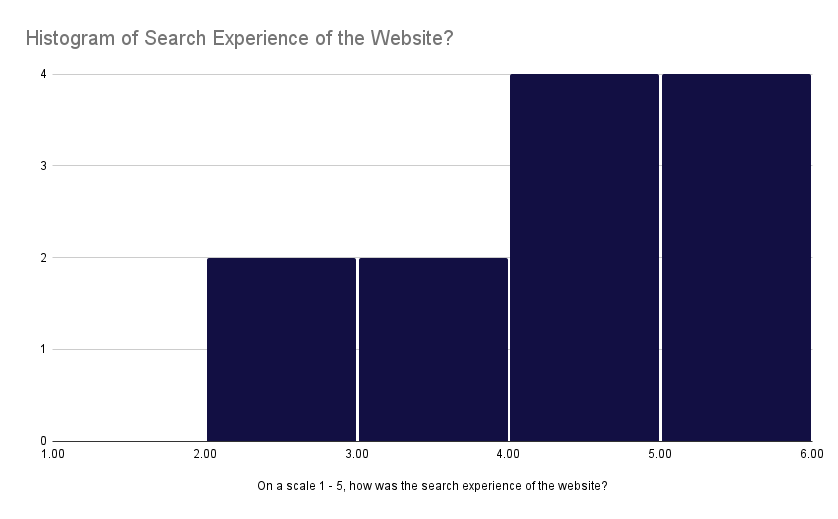 Histogram of Search Experience of the Website?
4
3
2
1
0
1.00 2.00 3.00 4.00 5.00 6.00
On a scale 1 - 5, how was the search experience of the website?